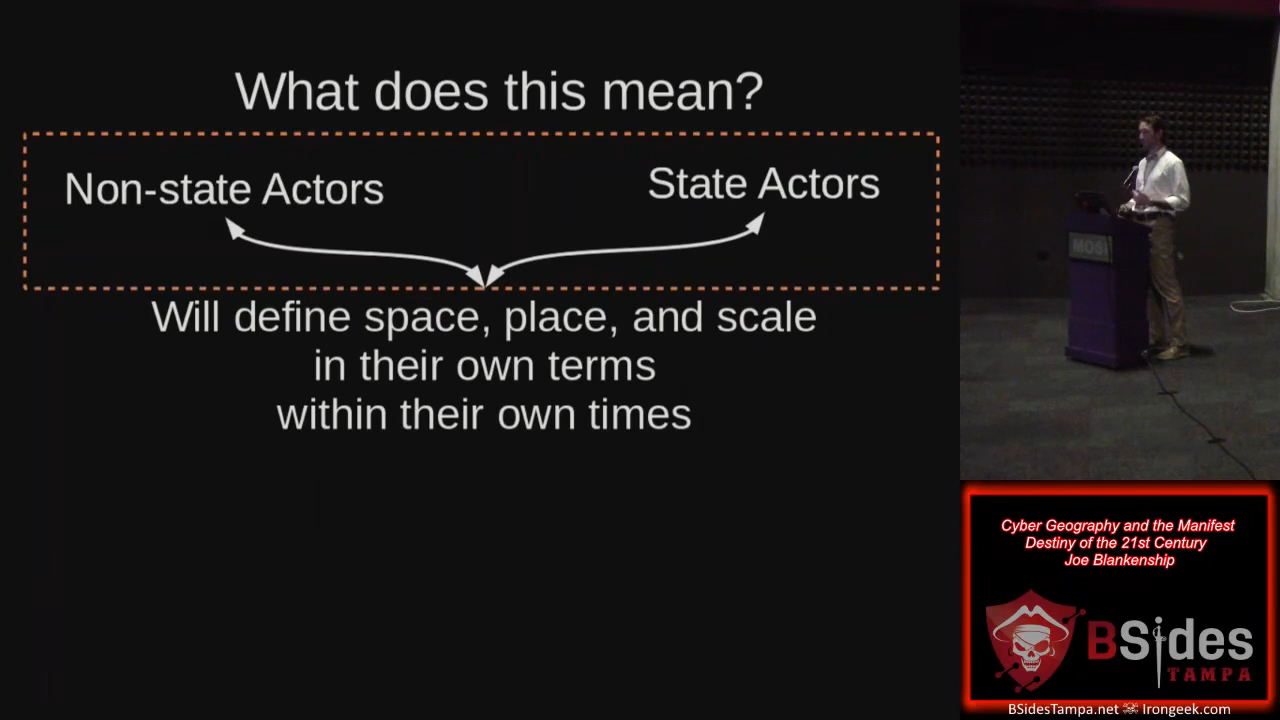 What does this mean?
Non-state Actors
State Actors
Will define space, place, and scale
in their own terms
within their own times
MOSI
Cyber Geography and the Manifest
Destiny of the 21st Century
Joe Blankenship
BSides
TAMPA
BSidesTampa.net Irongeek.com